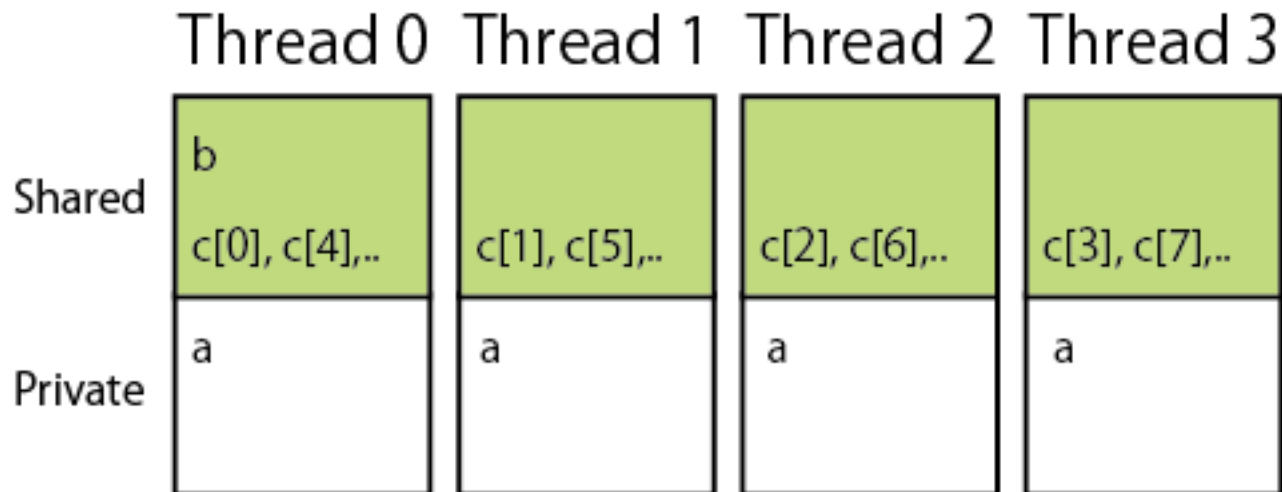 Thread 0 Thread 1 Thread 2 Thread 3
b
Shared
c[0], c[4],.. c[1], c[5],.. c[2], c[6],.. c[3], c[7],..
a a a a
Private